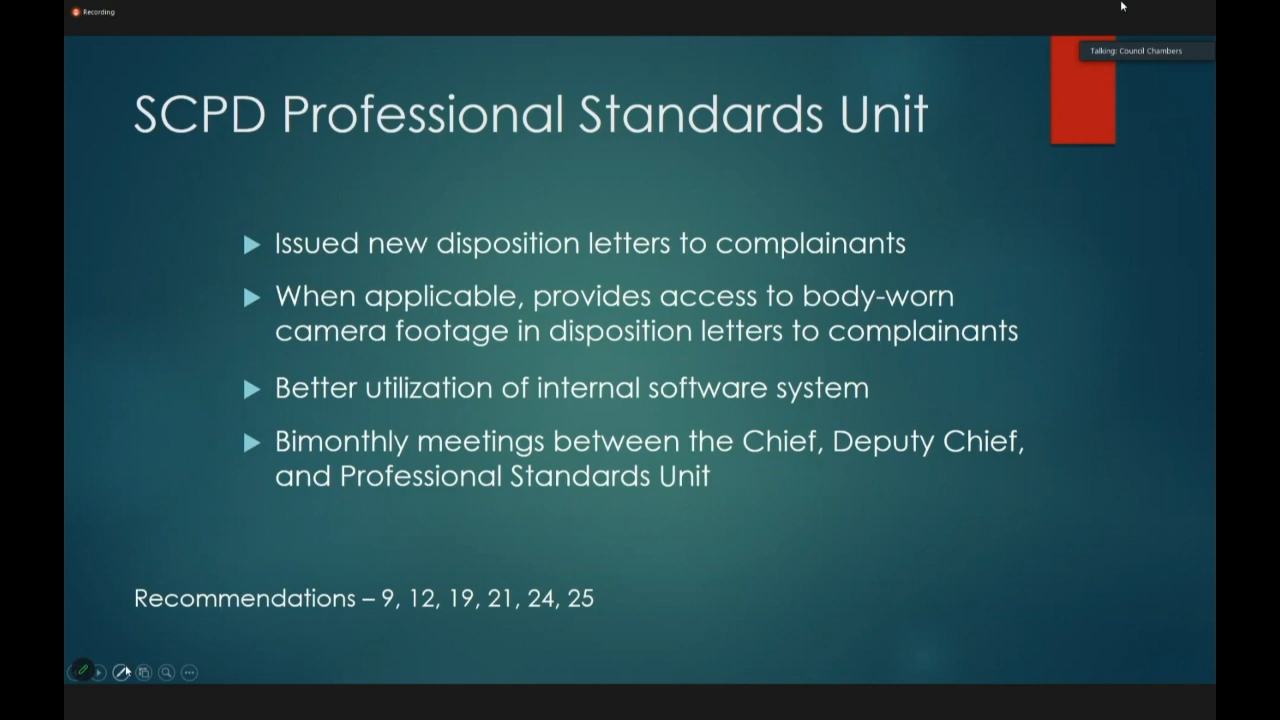 Recording
Talking: Council Chambers
SCPD Professional Standards Unit
Issued new disposition letters to complainants
When applicable, provides access to body-worn
camera footage in disposition letters to complainants
Better utilization of internal software system
Bimonthly meetings between the Chief, Deputy Chief,
and Professional Standards Unit
Recommendations – 9, 12, 19, 21, 24, 25